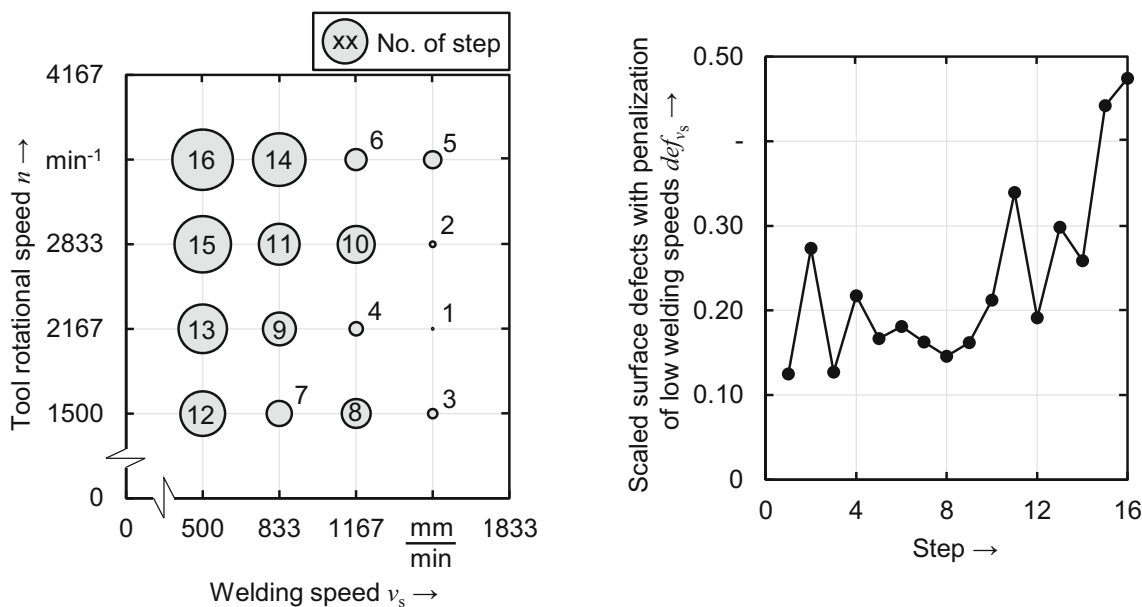 xx No. of step
4167
min⁻¹
2833
2167
1500
0
Tool rotational speed n →
16 14 6 5
15 11 10 2
13 9 4 1
12 7 8 3
0 500 833 1167 mm/min 1833
Welding speed vₛ →
Scaled surface defects with penalization
of low welding speeds def_vₛ →
0.50
-
0.30
0.20
0.10
0
0 4 8 12 16
Step →